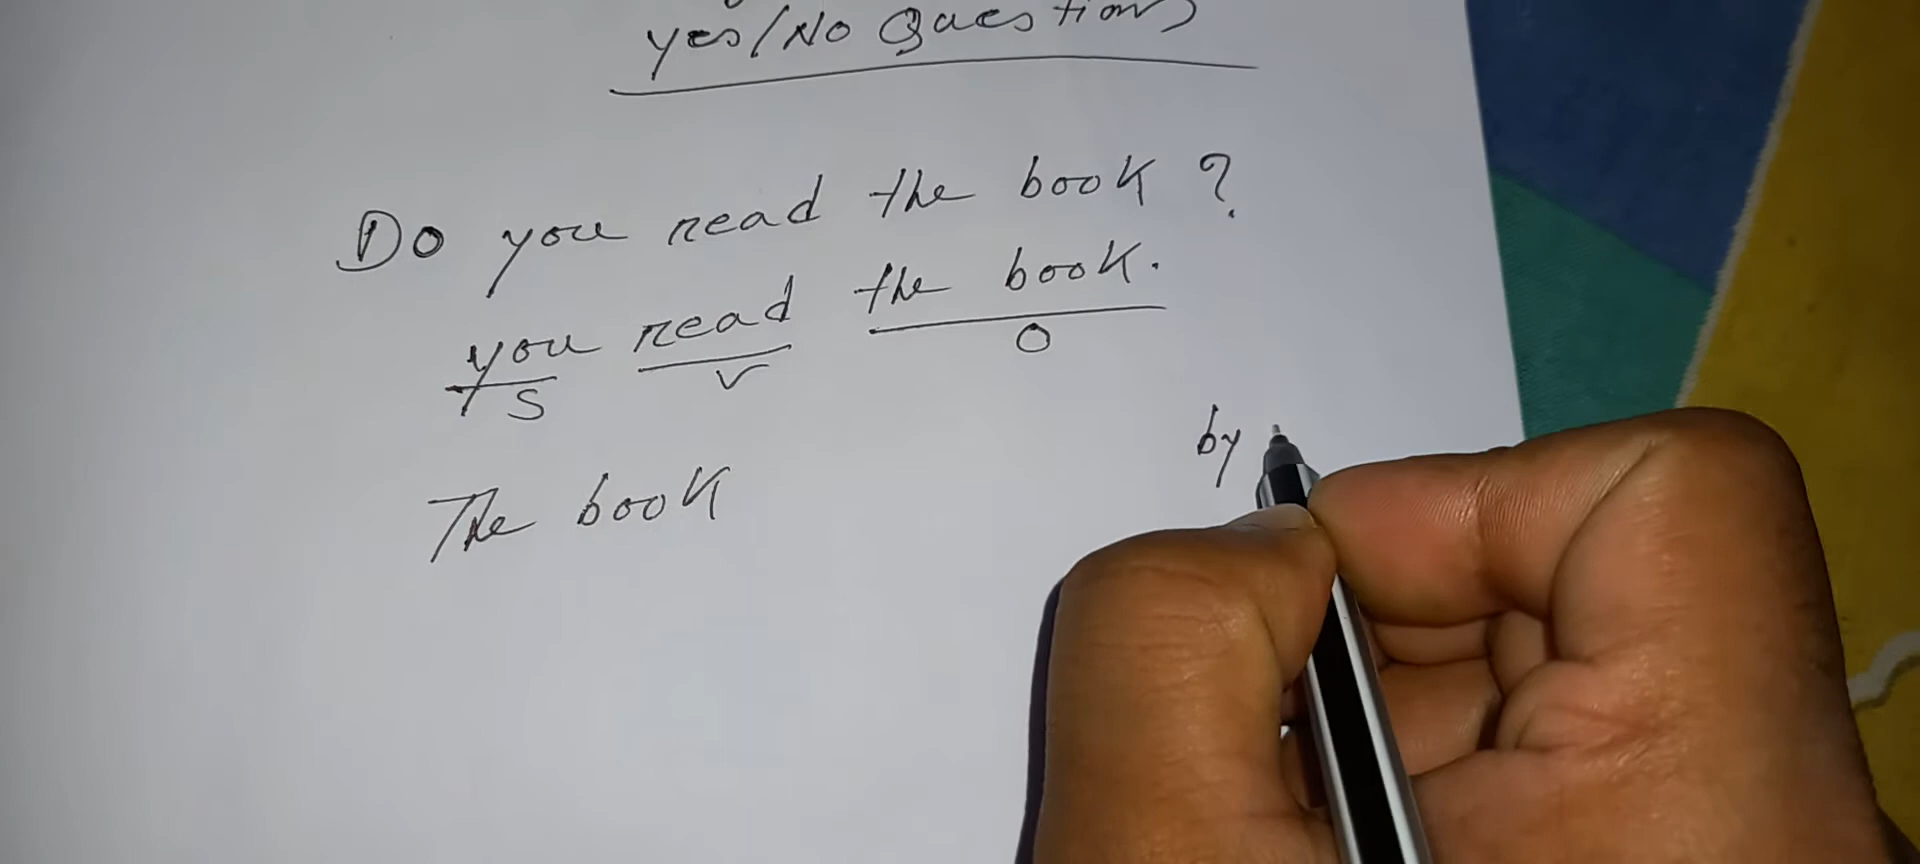 yes/No Questions
Do you read the book ?
you read the book.
S V O
The book by